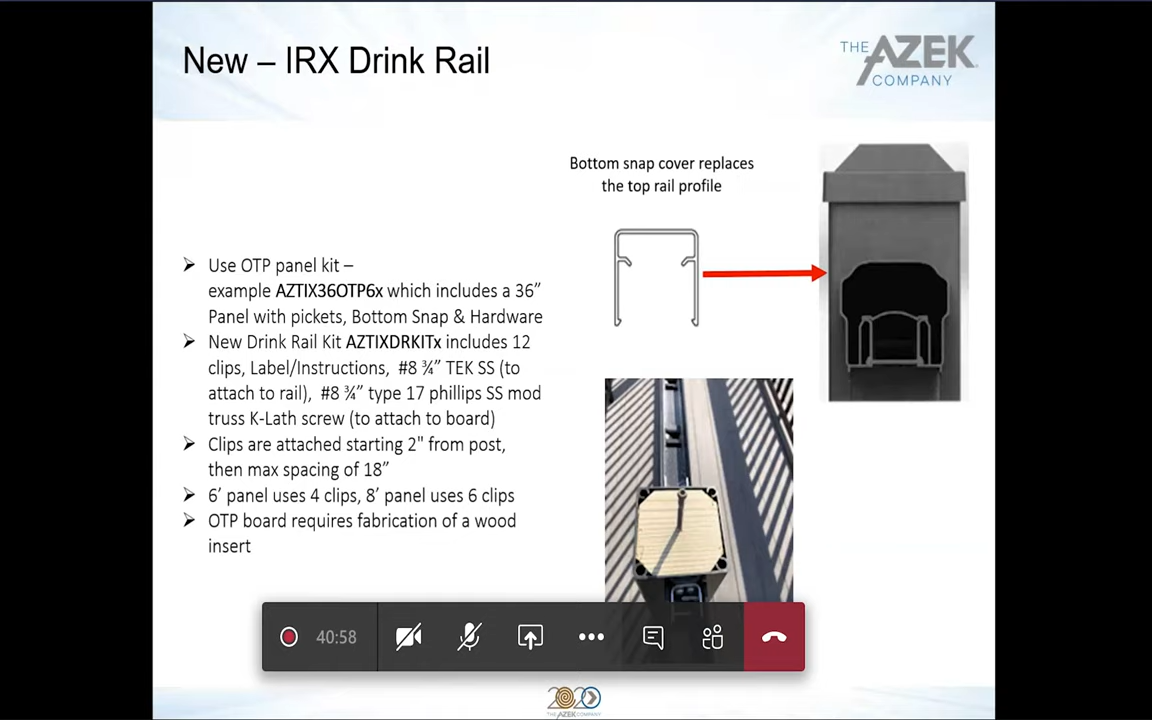 New – IRX Drink Rail
THE AZEK
COMPANY
Bottom snap cover replaces
the top rail profile
➢ Use OTP panel kit –
example AZTIX36OTP6x which includes a 36”
Panel with pickets, Bottom Snap & Hardware
➢ New Drink Rail Kit AZTIXDRKITx includes 12
clips, Label/Instructions, #8 ¾” TEK SS (to
attach to rail), #8 ¾” type 17 phillips SS mod
truss K-Lath screw (to attach to board)
➢ Clips are attached starting 2" from post,
then max spacing of 18”
➢ 6’ panel uses 4 clips, 8’ panel uses 6 clips
➢ OTP board requires fabrication of a wood
insert
40:58
2020
THE AZEK COMPANY